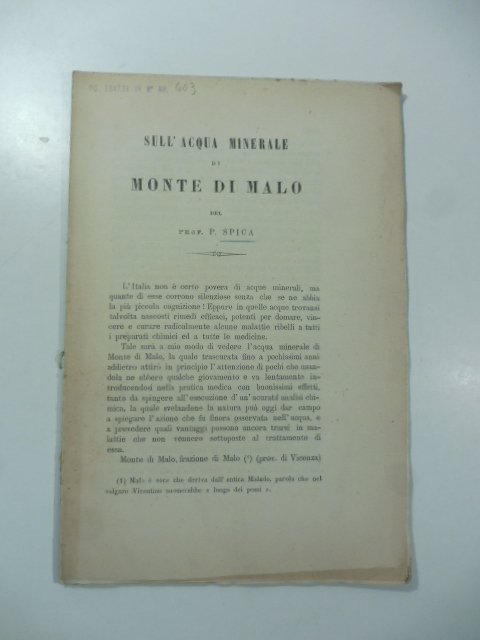 603
SULL'ACQUA MINERALE
DI
MONTE DI MALO
DEL
PROF. P. SPICA
L'Italia non è certo povera di acque minerali, ma
quante di esse corrono silenziose senza che se ne abbia
la più piccola cognizione! Eppure in quelle acque trovansi
talvolta nascosti rimedi efficaci, potenti per domare, vin-
cere e curare radicalmente alcune malattie ribelli a tutti
i preparati chimici ed a tutte le medicine.
Tale sarà a mio modo di vedere l'acqua minerale di
Monte di Malo, la quale trascurata fino a pochissimi anni
addietro attirò in principio l'attenzione di pochi che usan-
dola ne ebbero qualche giovamento e va lentamente in-
troducendosi nella pratica medica con buonissimi effetti,
tanto da spingere all'esecuzione d'un'accurata analisi chi-
mica, la quale svelandone la natura può oggi dar campo
a spiegare l'azione che fu finora osservata nell'acqua, e
a prevedere quali vantaggi possono ancora trarsi in ma-
lattie che non vennero sottoposte al trattamento di
essa.
Monte di Malo, frazione di Malo (¹) (prov. di Vicenza)
(1) Malo è voce che deriva dall'antica Malado, parola che nel
volgare Vicentino suonerebbe « luogo dei pomi ».